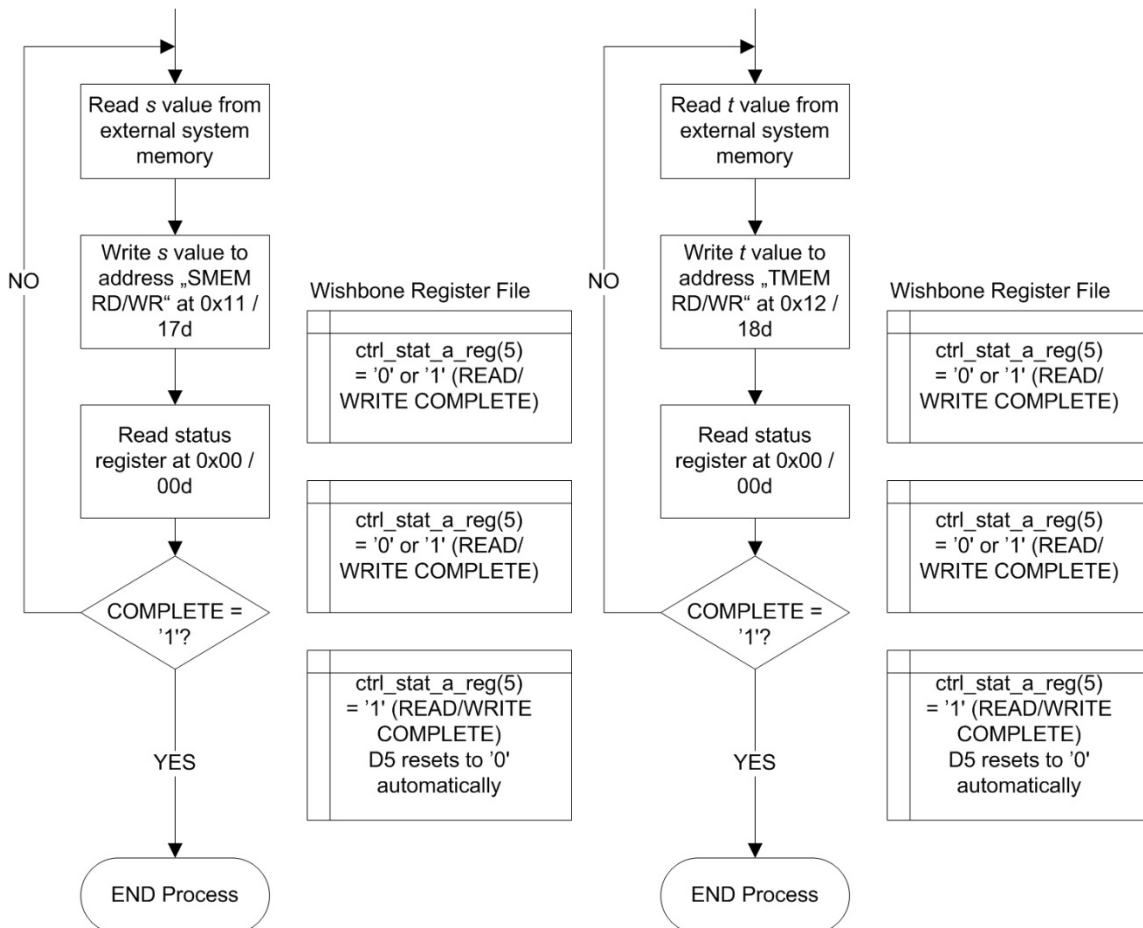 Read s value from
external system
memory
Write s value to
address „SMEM
RD/WR“ at 0x11 /
17d
NO
Read status
register at 0x00 /
00d
COMPLETE =
'1'?
YES
END Process
Wishbone Register File
ctrl_stat_a_reg(5)
= '0' or '1' (READ/
WRITE COMPLETE)
ctrl_stat_a_reg(5)
= '0' or '1' (READ/
WRITE COMPLETE)
ctrl_stat_a_reg(5)
= '1' (READ/WRITE
COMPLETE)
D5 resets to '0'
automatically
Read t value from
external system
memory
Write t value to
address „TMEM
RD/WR“ at 0x12 /
18d
NO
Read status
register at 0x00 /
00d
COMPLETE =
'1'?
YES
END Process
Wishbone Register File
ctrl_stat_a_reg(5)
= '0' or '1' (READ/
WRITE COMPLETE)
ctrl_stat_a_reg(5)
= '0' or '1' (READ/
WRITE COMPLETE)
ctrl_stat_a_reg(5)
= '1' (READ/WRITE
COMPLETE)
D5 resets to '0'
automatically